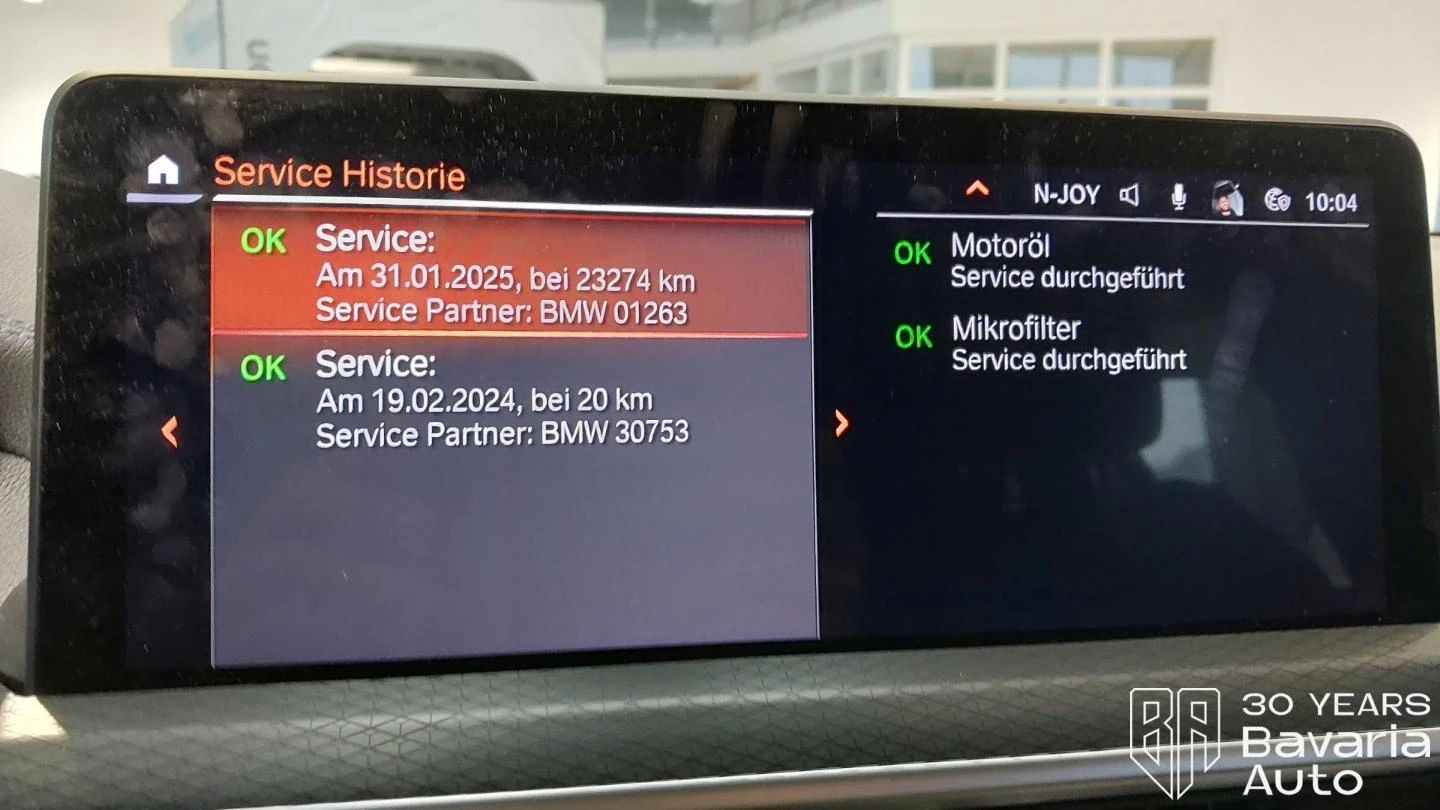 Service Historie
N-JOY
10:04
OK Service:
Am 31.01.2025, bei 23274 km
Service Partner: BMW 01263
OK Service:
Am 19.02.2024, bei 20 km
Service Partner: BMW 30753
OK Motoröl
Service durchgeführt
OK Mikrofilter
Service durchgeführt
BA
30 YEARS
Bavaria
Auto